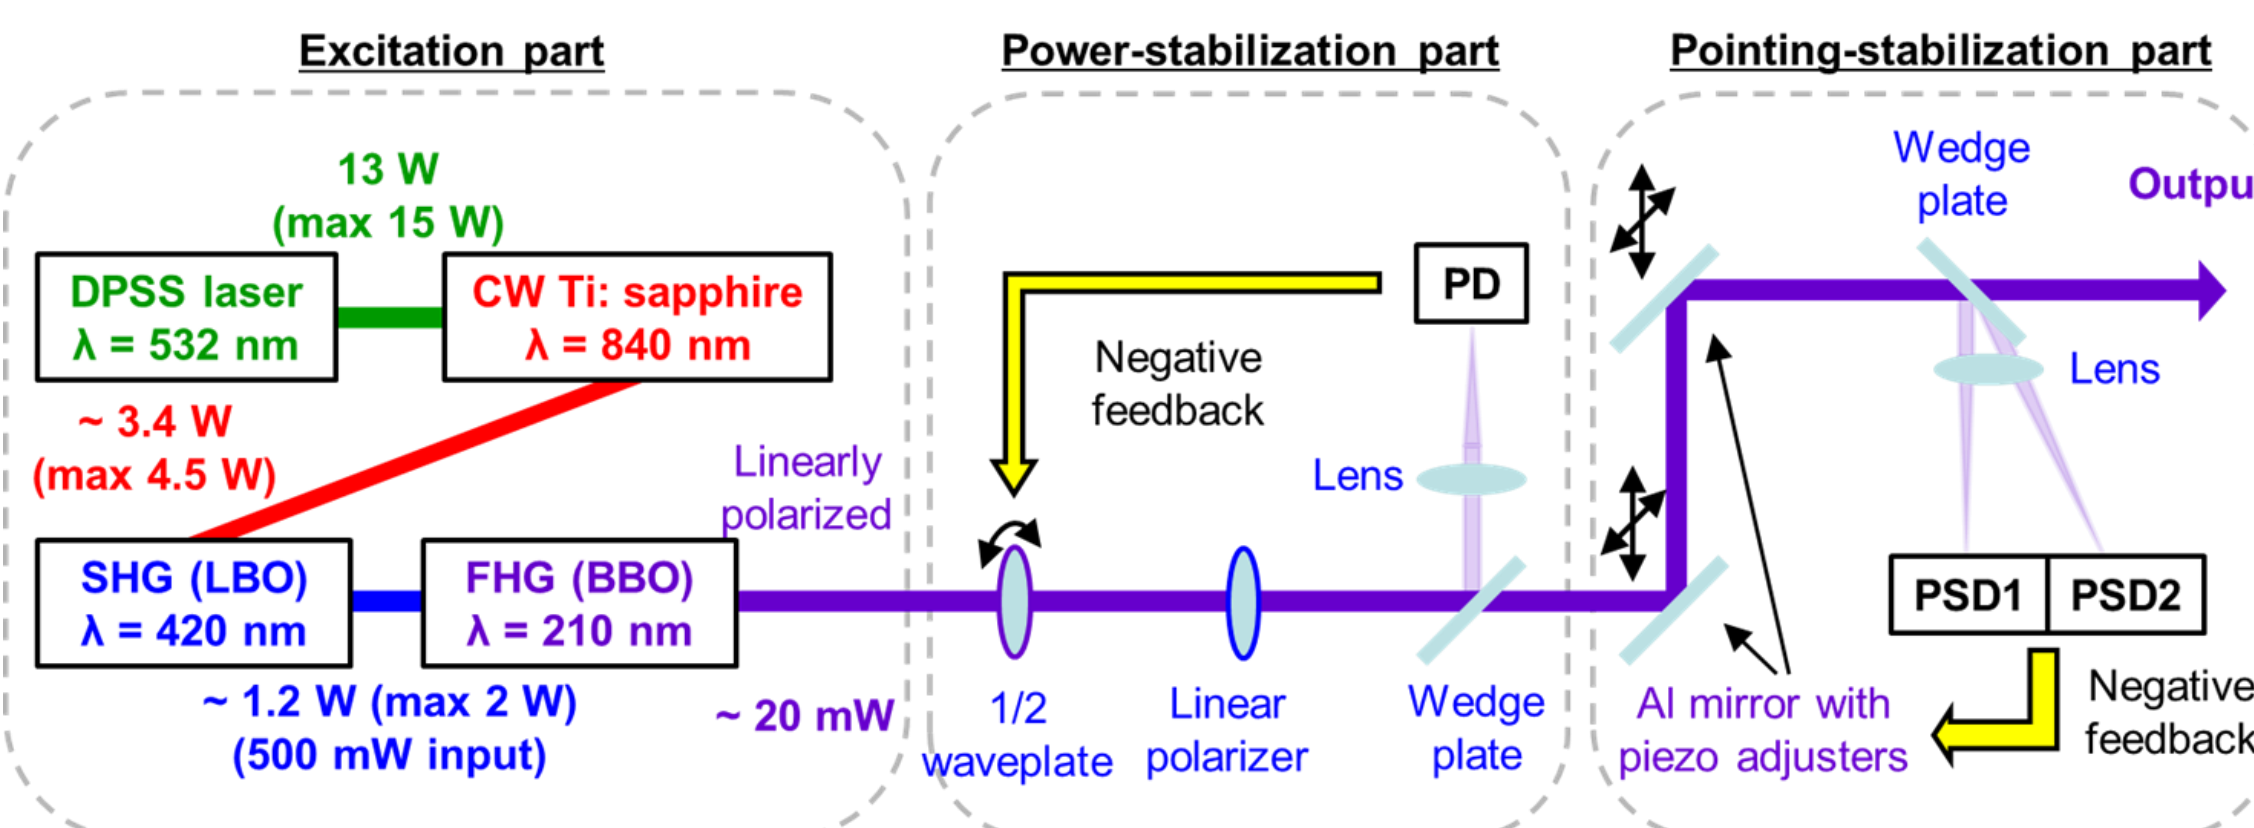 Excitation part
Power-stabilization part
Pointing-stabilization part
13 W
(max 15 W)
DPSS laser
λ = 532 nm
CW Ti: sapphire
λ = 840 nm
~ 3.4 W
(max 4.5 W)
Linearly
polarized
SHG (LBO)
λ = 420 nm
FHG (BBO)
λ = 210 nm
~ 1.2 W (max 2 W)
(500 mW input)
~ 20 mW
PD
Negative
feedback
Lens
1/2
waveplate
Linear
polarizer
Wedge
plate
Wedge
plate
Outpu
Lens
PSD1
PSD2
Al mirror with
piezo adjusters
Negative
feedback